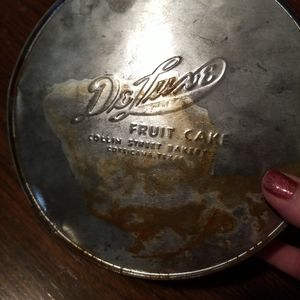 DeLuxe
FRUIT CAKE
COLLIN STREET BAKERY
CORSICANA, TEXAS